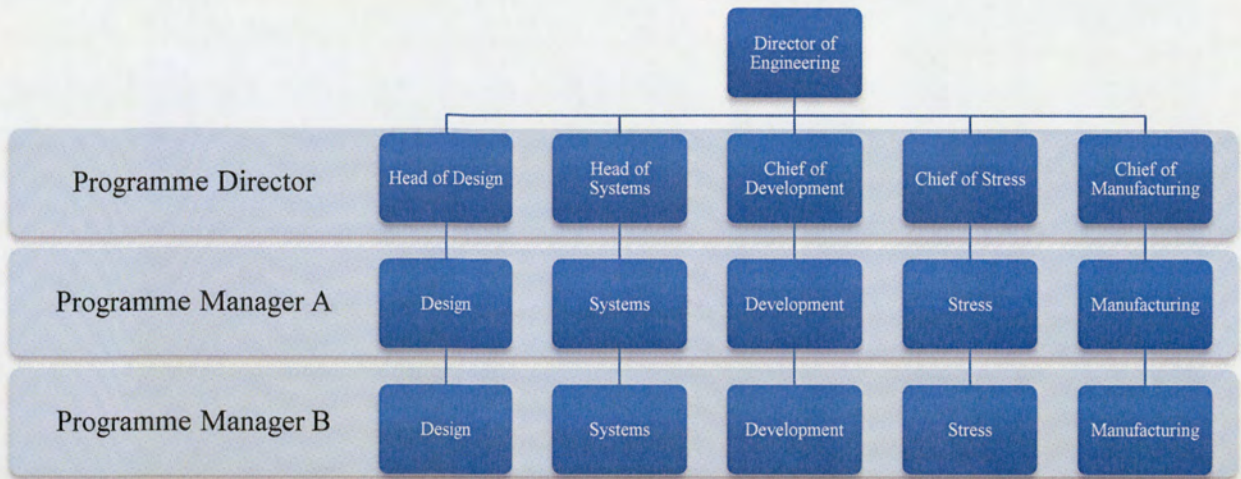 Director of
Engineering
Programme Director
Head of Design
Head of
Systems
Chief of
Development
Chief of Stress
Chief of
Manufacturing
Programme Manager A
Design
Systems
Development
Stress
Manufacturing
Programme Manager B
Design
Systems
Development
Stress
Manufacturing